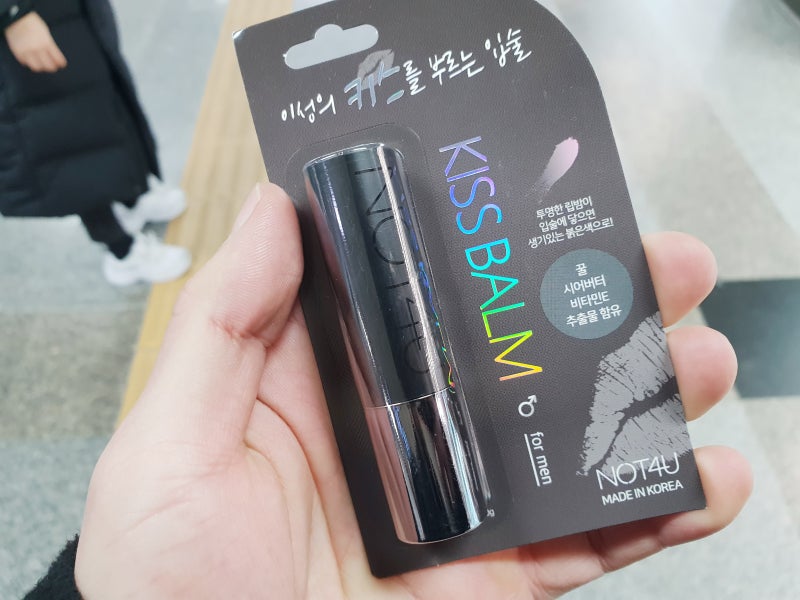 이성의 키스를 부르는 입술
KISS BALM
for men
투명한 립밤이
입술에 닿으면
생기있는 붉은색으로!
꿀
시어버터
비타민E
추출물 함유
NOT4U
NOT4U
MADE IN KOREA